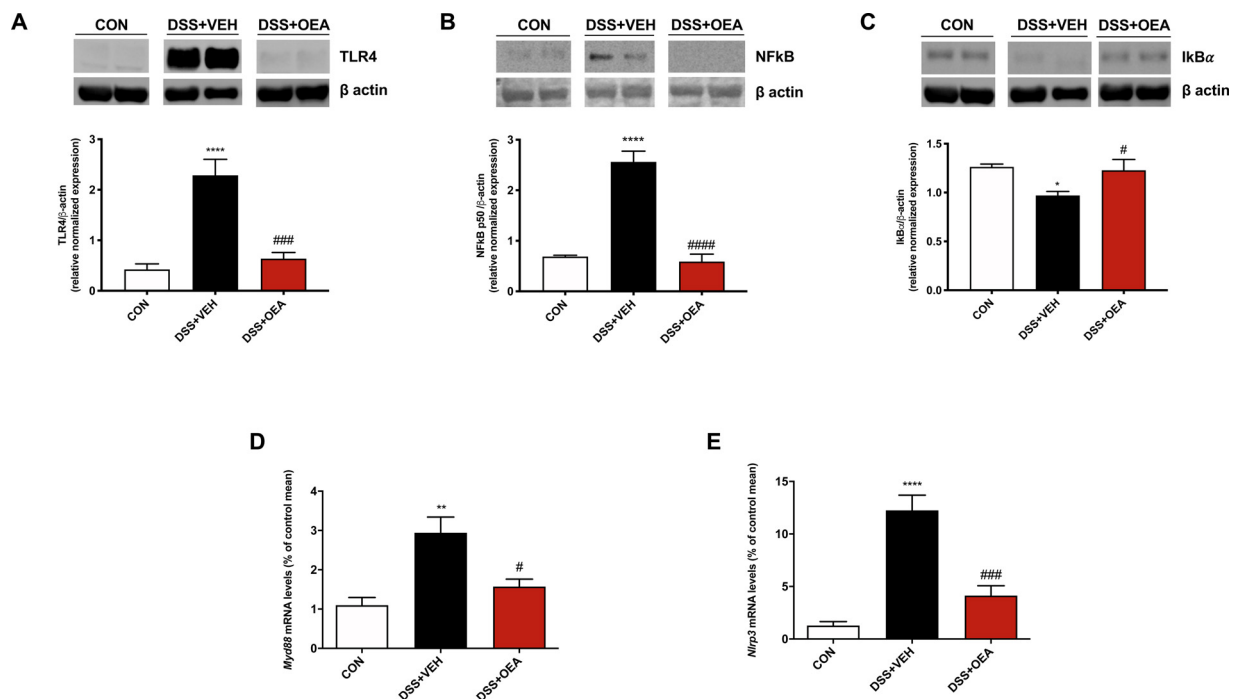 A
CON
DSS+VEH
DSS+OEA
TLR4
β actin
3
2
1
0
TLR4/β-actin
(relative normalized expression)
****
###
CON
DSS+VEH
DSS+OEA
B
CON
DSS+VEH
DSS+OEA
NFkB
β actin
3
2
1
0
NFkB p50 /β-actin
(relative normalized expression)
****
####
CON
DSS+VEH
DSS+OEA
C
CON
DSS+VEH
DSS+OEA
IkBα
β actin
1.5
1.0
0.5
0.0
IkBα/β-actin
(relative normalized expression)
*
#
CON
DSS+VEH
DSS+OEA
D
4
3
2
1
0
Myd88 mRNA levels (% of control mean)
**
#
CON
DSS+VEH
DSS+OEA
E
15
10
5
0
Nlrp3 mRNA levels (% of control mean)
****
###
CON
DSS+VEH
DSS+OEA